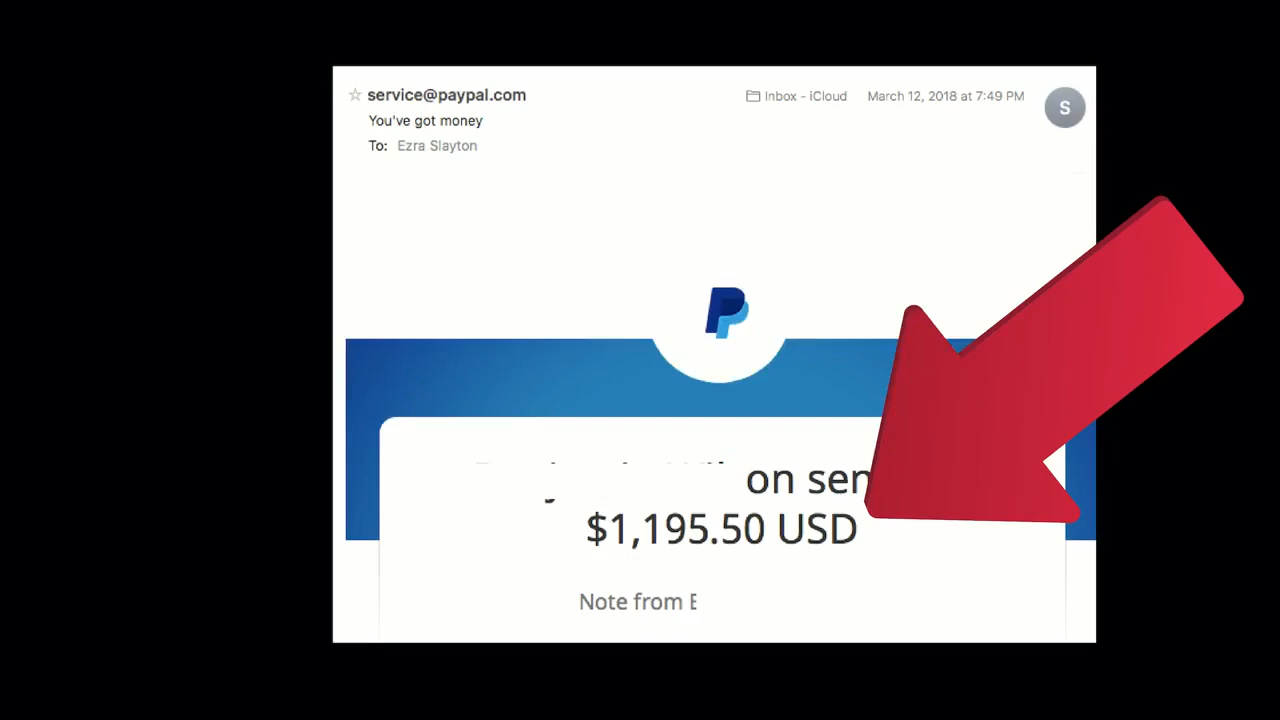 service@paypal.com
Inbox - iCloud
March 12, 2018 at 7:49 PM
S
You've got money
To: Ezra Slayton
on sen
$1,195.50 USD
Note from